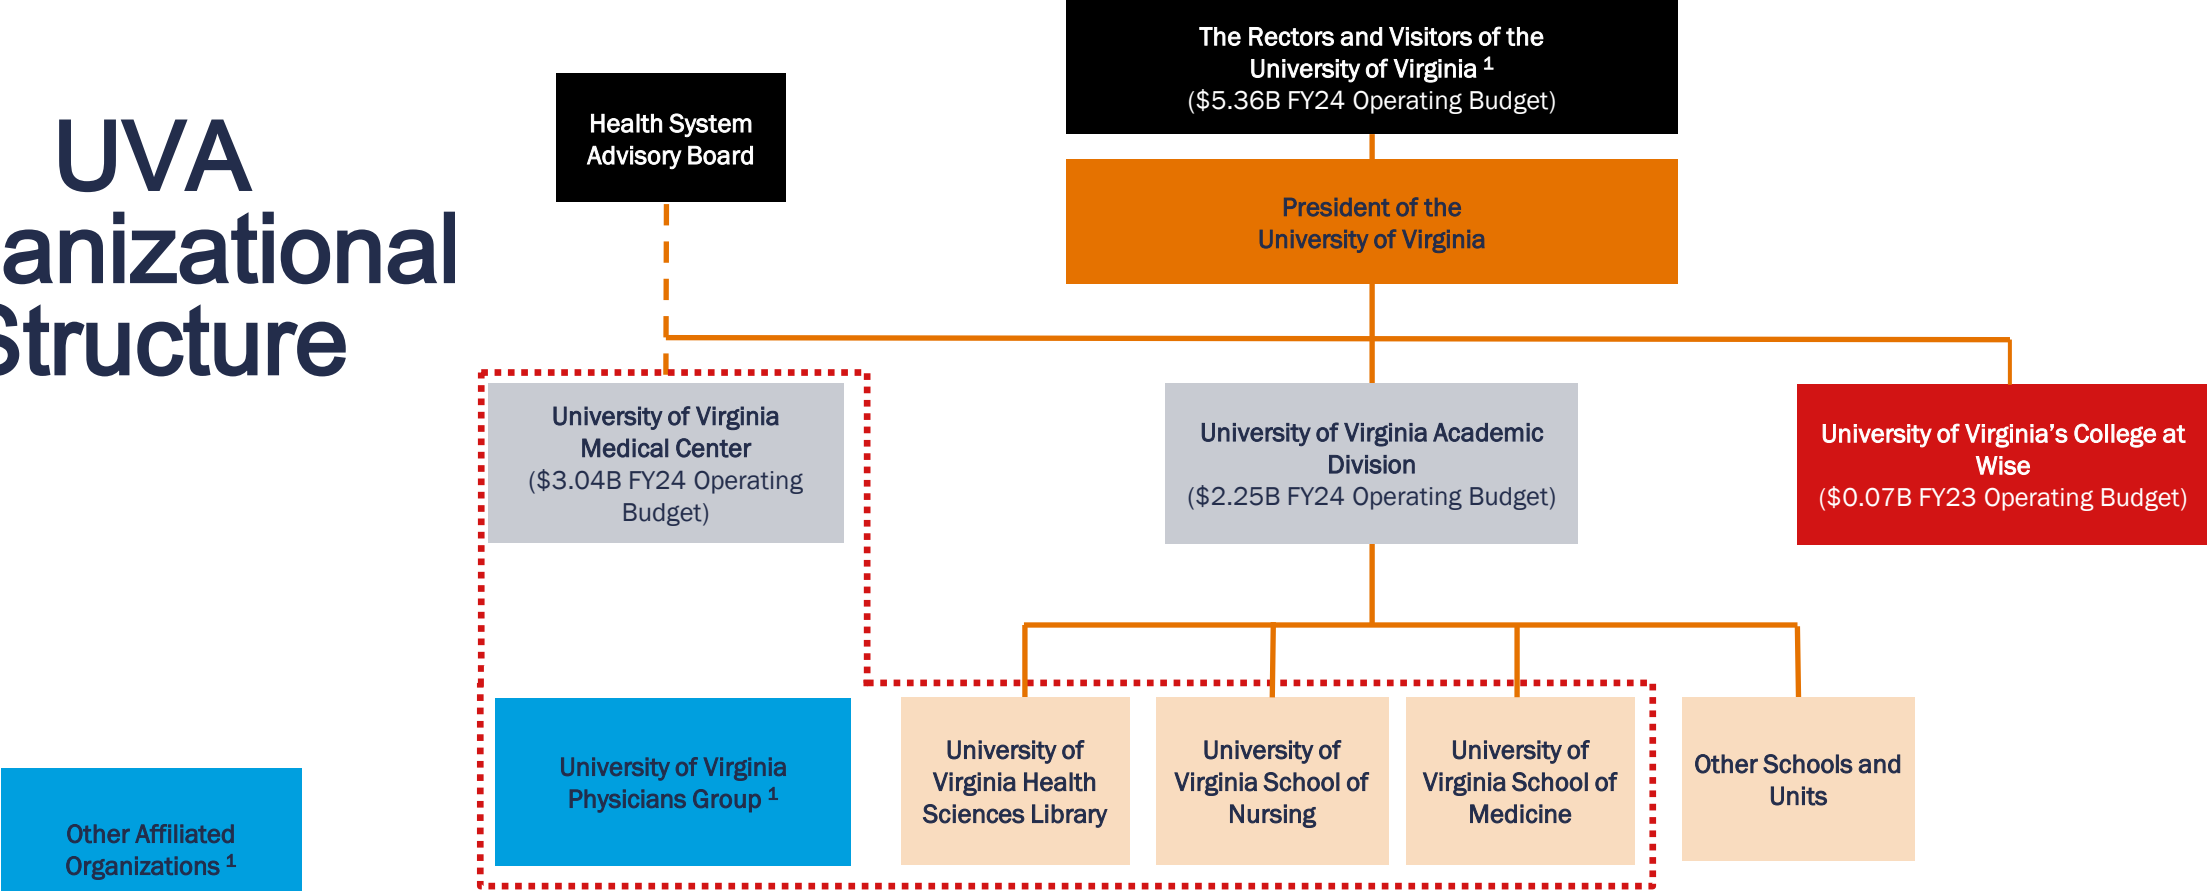 UVA
anizational
Structure
Health System
Advisory Board
The Rectors and Visitors of the
University of Virginia ¹
($5.36B FY24 Operating Budget)
President of the
University of Virginia
University of Virginia
Medical Center
($3.04B FY24 Operating
Budget)
University of Virginia Academic
Division
($2.25B FY24 Operating Budget)
University of Virginia’s College at
Wise
($0.07B FY23 Operating Budget)
University of Virginia
Physicians Group ¹
University of
Virginia Health
Sciences Library
University of
Virginia School of
Nursing
University of
Virginia School of
Medicine
Other Schools and
Units
Other Affiliated
Organizations ¹